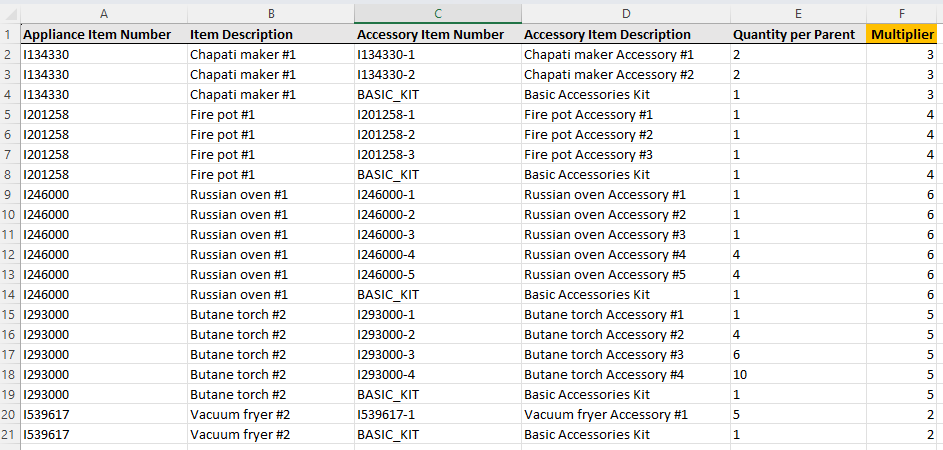 A B C D E F
1 Appliance Item Number Item Description Accessory Item Number Accessory Item Description Quantity per Parent Multiplier
2 I134330 Chapati maker #1 I134330-1 Chapati maker Accessory #1 2 3
3 I134330 Chapati maker #1 I134330-2 Chapati maker Accessory #2 2 3
4 I134330 Chapati maker #1 BASIC_KIT Basic Accessories Kit 1 3
5 I201258 Fire pot #1 I201258-1 Fire pot Accessory #1 1 4
6 I201258 Fire pot #1 I201258-2 Fire pot Accessory #2 1 4
7 I201258 Fire pot #1 I201258-3 Fire pot Accessory #3 1 4
8 I201258 Fire pot #1 BASIC_KIT Basic Accessories Kit 1 4
9 I246000 Russian oven #1 I246000-1 Russian oven Accessory #1 1 6
10 I246000 Russian oven #1 I246000-2 Russian oven Accessory #2 1 6
11 I246000 Russian oven #1 I246000-3 Russian oven Accessory #3 1 6
12 I246000 Russian oven #1 I246000-4 Russian oven Accessory #4 4 6
13 I246000 Russian oven #1 I246000-5 Russian oven Accessory #5 4 6
14 I246000 Russian oven #1 BASIC_KIT Basic Accessories Kit 1 6
15 I293000 Butane torch #2 I293000-1 Butane torch Accessory #1 1 5
16 I293000 Butane torch #2 I293000-2 Butane torch Accessory #2 4 5
17 I293000 Butane torch #2 I293000-3 Butane torch Accessory #3 6 5
18 I293000 Butane torch #2 I293000-4 Butane torch Accessory #4 10 5
19 I293000 Butane torch #2 BASIC_KIT Basic Accessories Kit 1 5
20 I539617 Vacuum fryer #2 I539617-1 Vacuum fryer Accessory #1 5 2
21 I539617 Vacuum fryer #2 BASIC_KIT Basic Accessories Kit 1 2